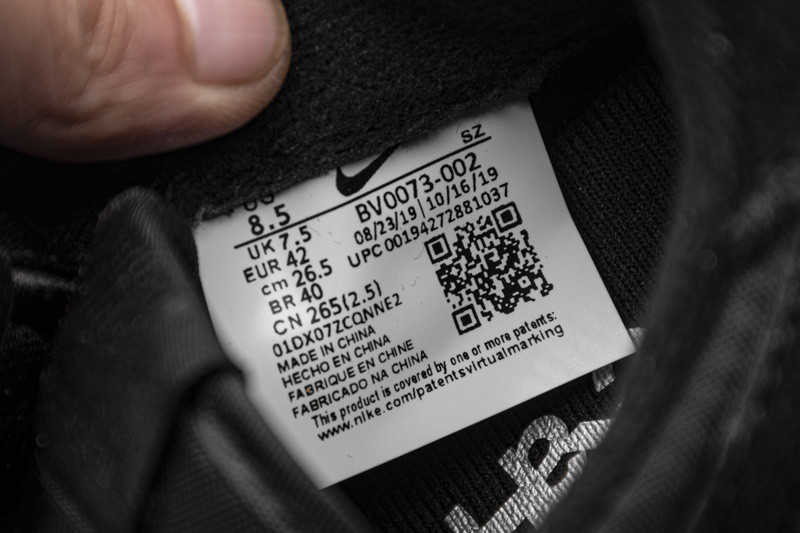 SZ
8.5
BV0073-002
UK 7.5
08/23/19 | 10/16/19
EUR 42
UPC 00194272881037
cm 26.5
BR 40
CN 265(2.5)
01DX07ZCQNNE2
MADE IN CHINA
HECHO EN CHINA
FABRIQUE EN CHINE
FABRICADO NA CHINA
This product is covered by one or more patents:
www.nike.com/patentsvirtualmarking